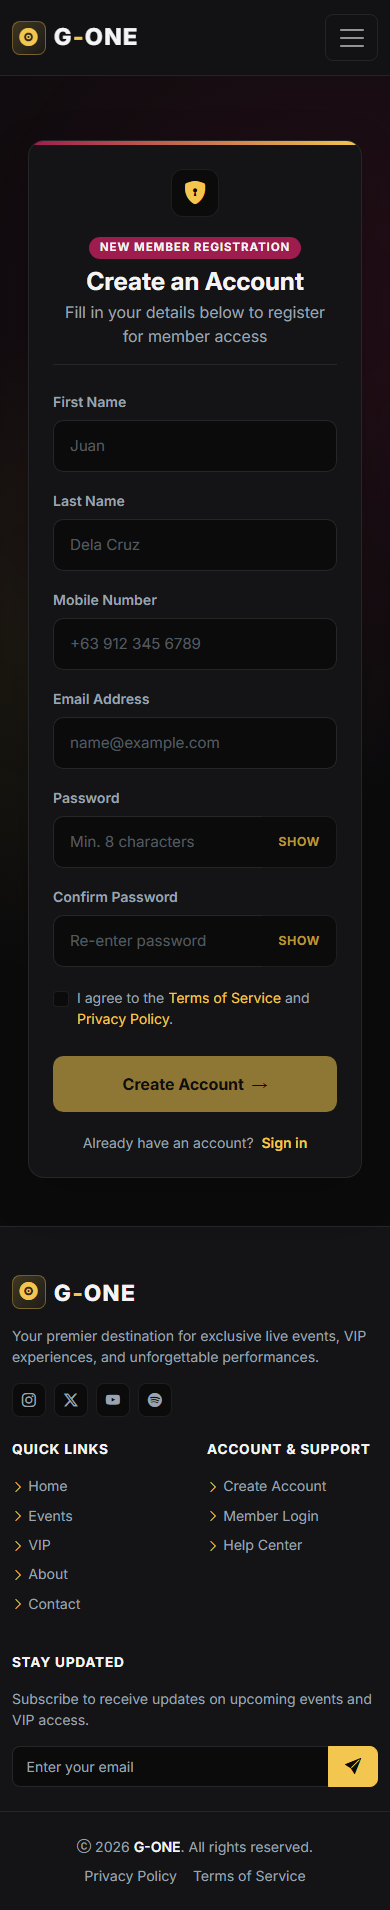 G-ONE
NEW MEMBER REGISTRATION
Create an Account
Fill in your details below to register
for member access
First Name
Juan
Last Name
Dela Cruz
Mobile Number
+63 912 345 6789
Email Address
name@example.com
Password
Min. 8 characters SHOW
Confirm Password
Re-enter password SHOW
I agree to the Terms of Service and
Privacy Policy.
Create Account →
Already have an account? Sign in
G-ONE
Your premier destination for exclusive live events, VIP
experiences, and unforgettable performances.
QUICK LINKS
Home
Events
VIP
About
Contact
ACCOUNT & SUPPORT
Create Account
Member Login
Help Center
STAY UPDATED
Subscribe to receive updates on upcoming events and
VIP access.
Enter your email
© 2026 G-ONE. All rights reserved.
Privacy Policy Terms of Service